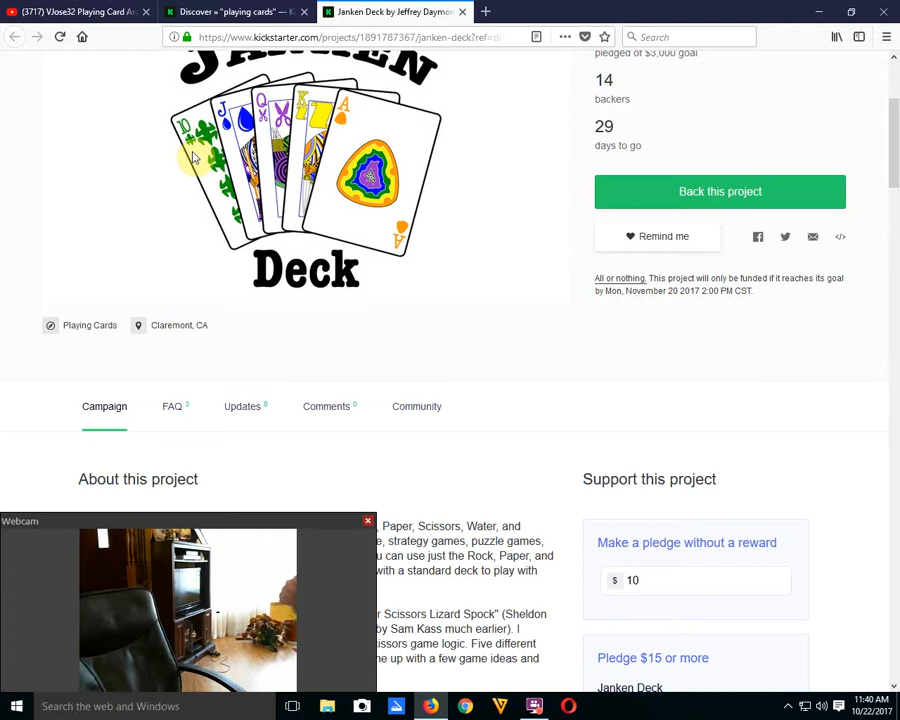 (3717) VJose32 Playing Card Arc
Discover » "playing cards" — Ki
Janken Deck by Jeffrey Daymon
https://www.kickstarter.com/projects/1891787367/janken-deck?ref=dis
Search
JANKEN
10 J Q K A
A
Deck
pledged of $3,000 goal
14
backers
29
days to go
Back this project
Remind me
All or nothing. This project will only be funded if it reaches its goal
by Mon, November 20 2017 2:00 PM CST.
Playing Cards
Claremont, CA
Campaign
FAQ 3
Updates 0
Comments 0
Community
About this project
Support this project
, Paper, Scissors, Water, and
e, strategy games, puzzle games,
u can use just the Rock, Paper, and
with a standard deck to play with
r Scissors Lizard Spock" (Sheldon
by Sam Kass much earlier). I
issors game logic. Five different
me up with a few game ideas and
Make a pledge without a reward
$ 10
Pledge $15 or more
Janken Deck
Webcam
Search the web and Windows
11:40 AM
10/22/2017